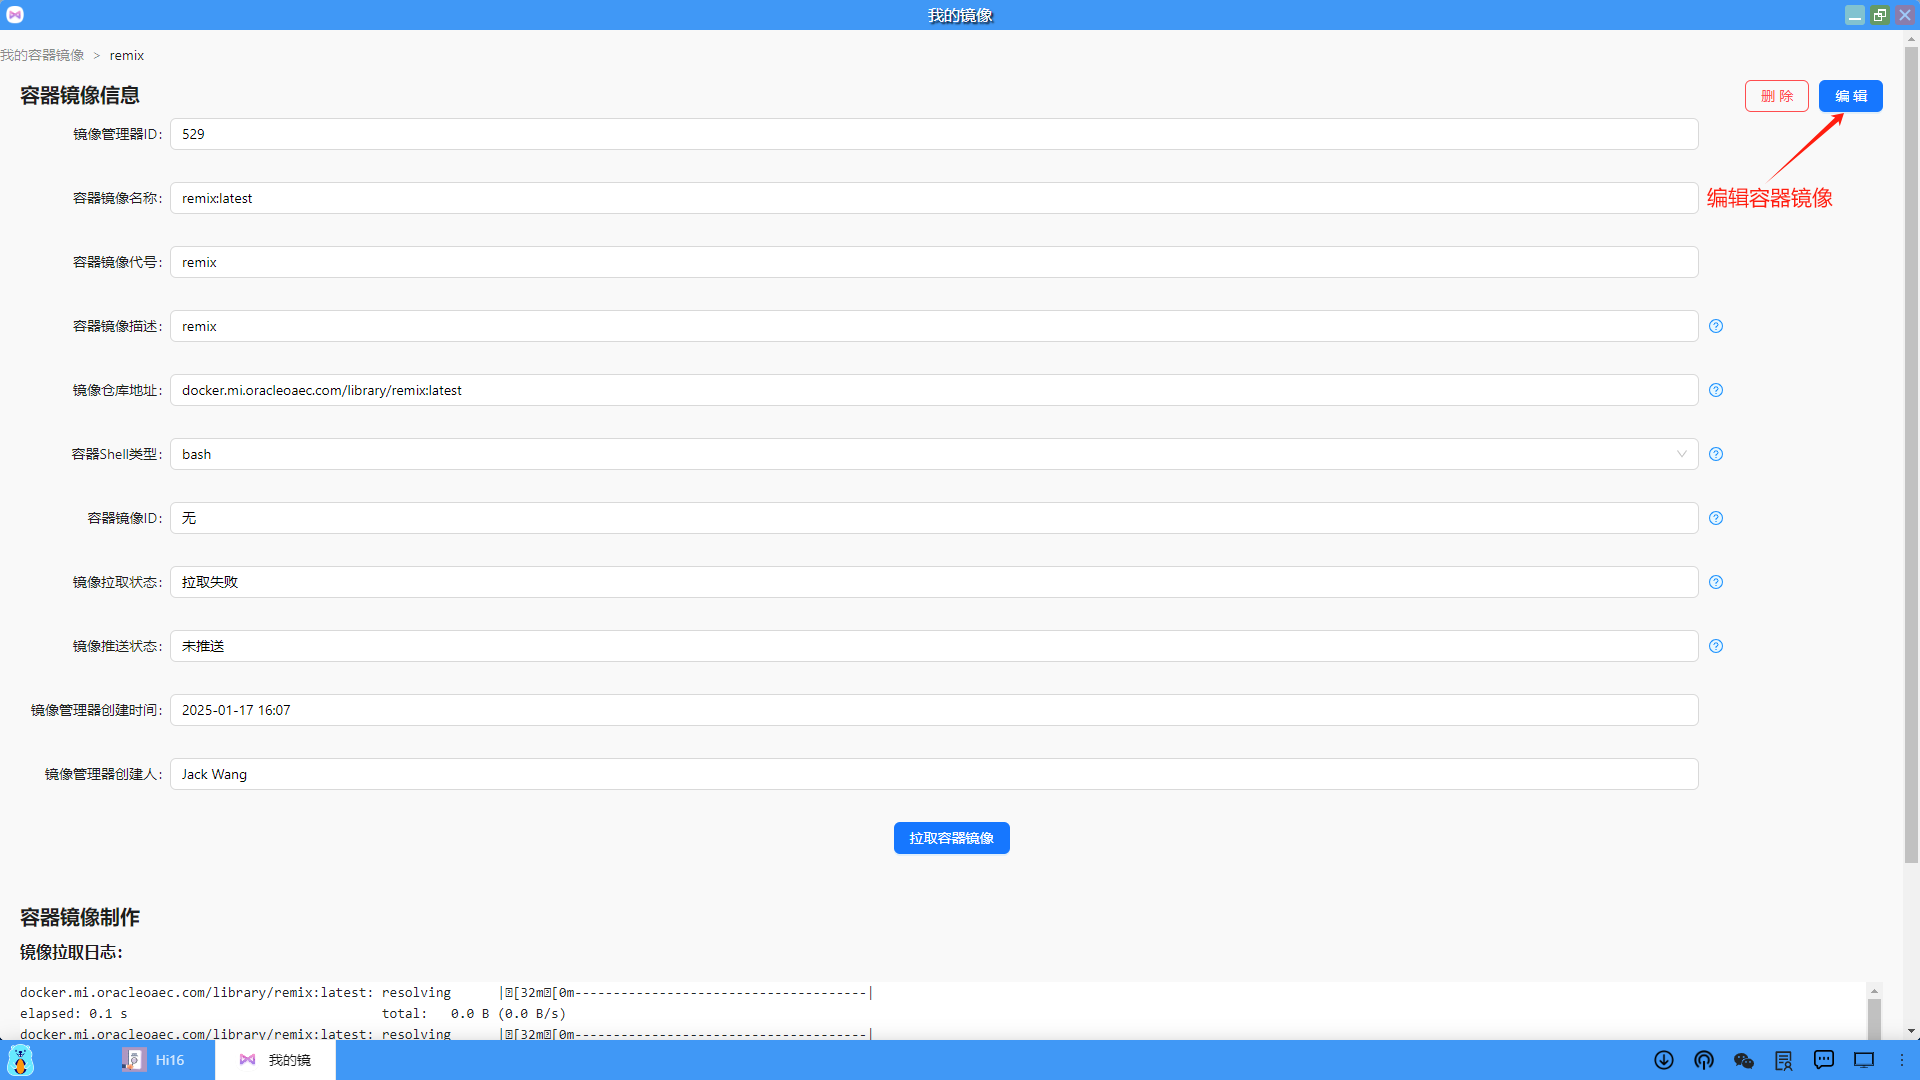 我的镜像
我的容器镜像 > remix
容器镜像信息
删 除
编 辑
镜像管理器ID: 529
容器镜像名称: remix:latest
编辑容器镜像
容器镜像代号: remix
容器镜像描述: remix
镜像仓库地址: docker.mi.oracleoaec.com/library/remix:latest
容器Shell类型: bash
容器镜像ID: 无
镜像拉取状态: 拉取失败
镜像推送状态: 未推送
镜像管理器创建时间: 2025-01-17 16:07
镜像管理器创建人: Jack Wang
拉取容器镜像
容器镜像制作
镜像拉取日志:
docker.mi.oracleoaec.com/library/remix:latest: resolving |[32m[0m--------------------------------------|
elapsed: 0.1 s total: 0.0 B (0.0 B/s)
docker.mi.oracleoaec.com/library/remix:latest: resolving |[32m[0m--------------------------------------|
Hi16
我的镜